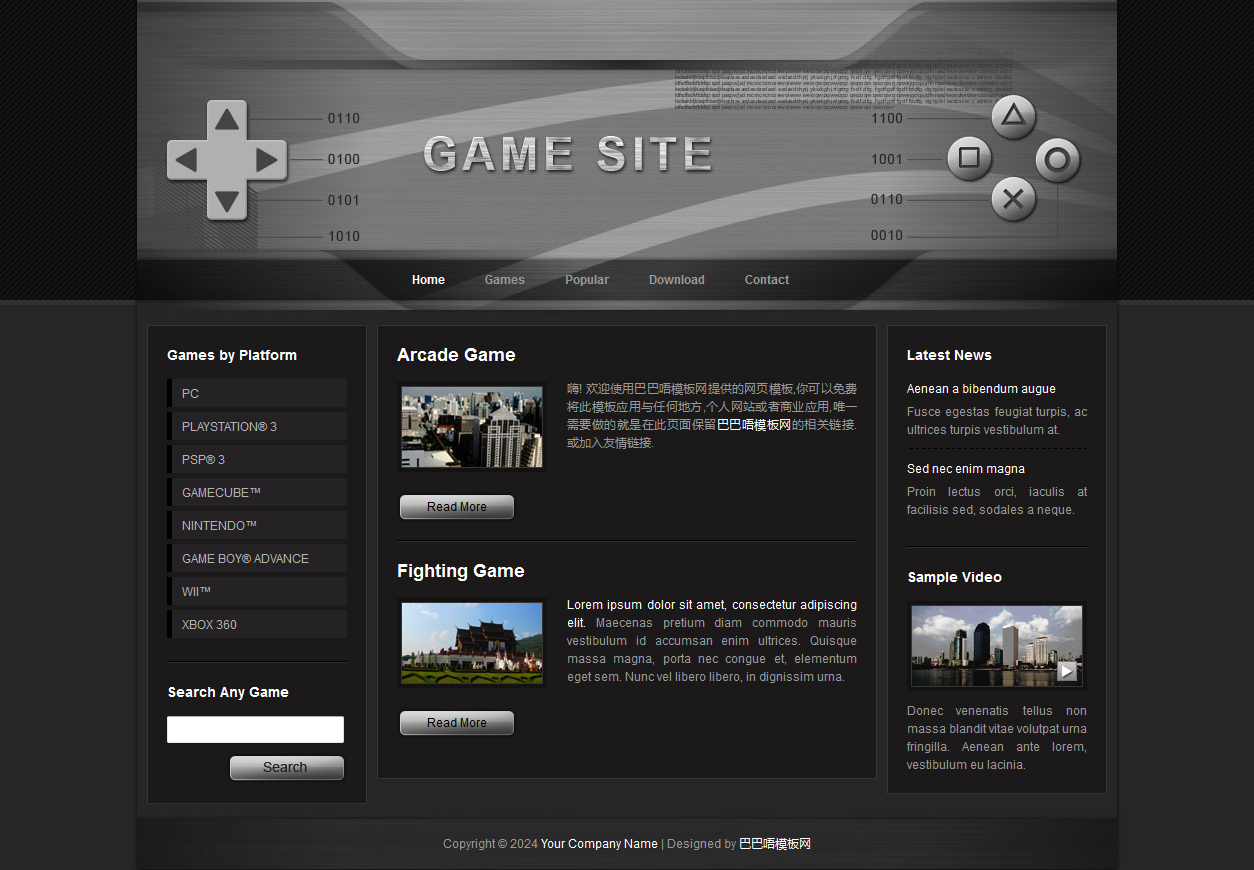 0110
0100
0101
1010
GAME SITE
1100
1001
0110
0010
Home Games Popular Download Contact
Games by Platform
PC
PLAYSTATION® 3
PSP® 3
GAMECUBE™
NINTENDO™
GAME BOY® ADVANCE
WII™
XBOX 360
Search Any Game
Search
Arcade Game
嗨! 欢迎使用巴巴唔模板网提供的网页模板,你可以免费
将此模板应用与任何地方,个人网站或者商业应用,唯一
需要做的就是在此页面保留巴巴唔模板网的相关链接.
或加入友情链接.
Read More
Fighting Game
Lorem ipsum dolor sit amet, consectetur adipiscing
elit. Maecenas pretium diam commodo mauris
vestibulum id accumsan enim ultrices. Quisque
massa magna, porta nec congue et, elementum
eget sem. Nunc vel libero libero, in dignissim urna.
Read More
Latest News
Aenean a bibendum augue
Fusce egestas feugiat turpis, ac
ultrices turpis vestibulum at.
Sed nec enim magna
Proin lectus orci, iaculis at
facilisis sed, sodales a neque.
Sample Video
Donec venenatis tellus non
massa blandit vitae volutpat urna
fringilla. Aenean ante lorem,
vestibulum eu lacinia.
Copyright © 2024 Your Company Name | Designed by 巴巴唔模板网